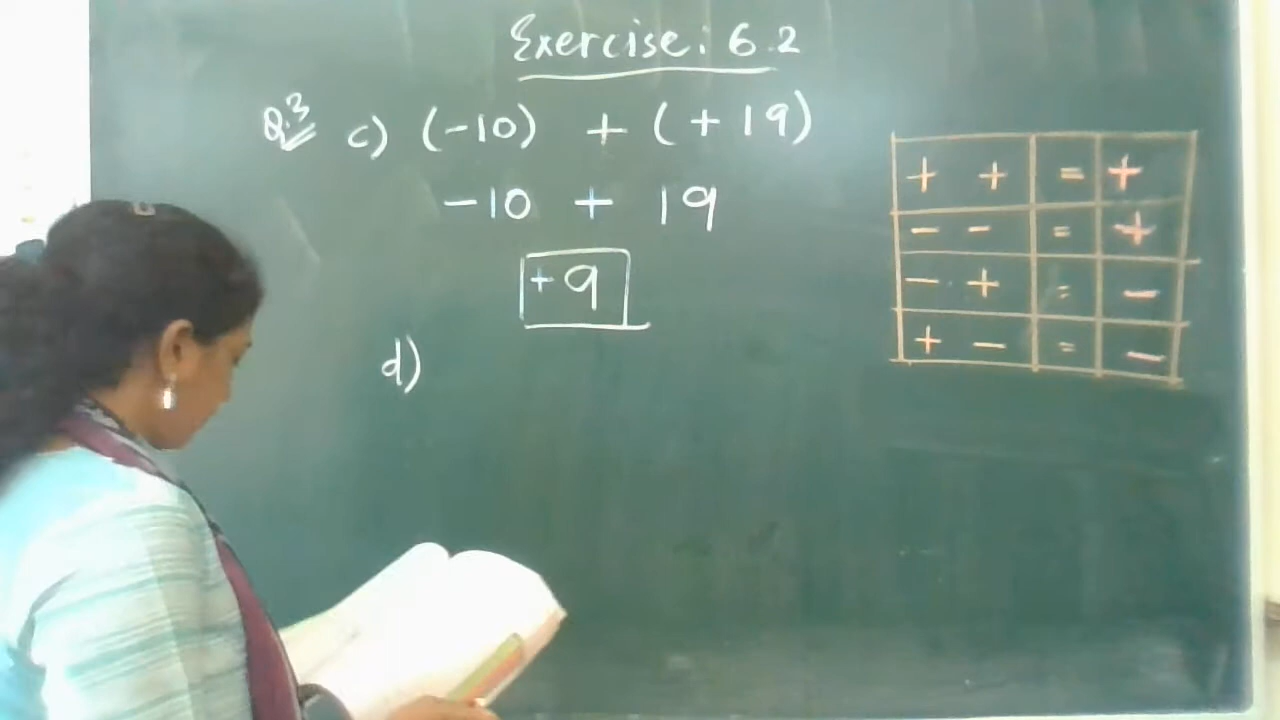 Exercise: 6.2
Q.3 c) (-10) + (+19)
-10 + 19
+9
d)
+ + = +
- - = +
- + = -
+ - = -